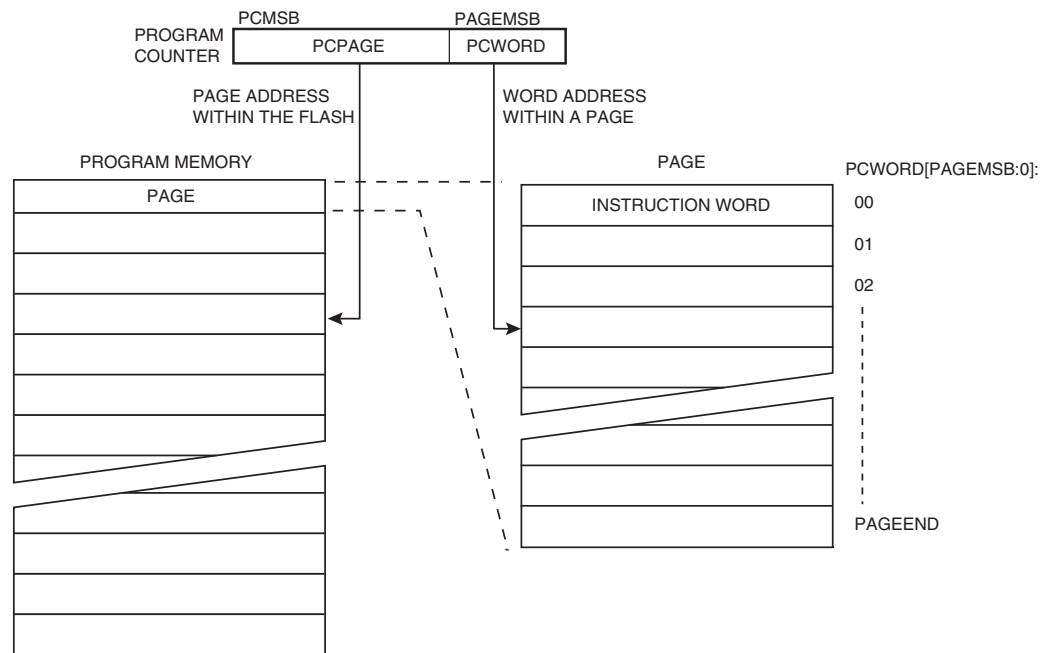 PCMSB PAGEMSB
PROGRAM
COUNTER
PCPAGE PCWORD
PAGE ADDRESS
WITHIN THE FLASH
WORD ADDRESS
WITHIN A PAGE
PROGRAM MEMORY
PAGE
PAGE
INSTRUCTION WORD
PCWORD[PAGEMSB:0]:
00
01
02
PAGEEND